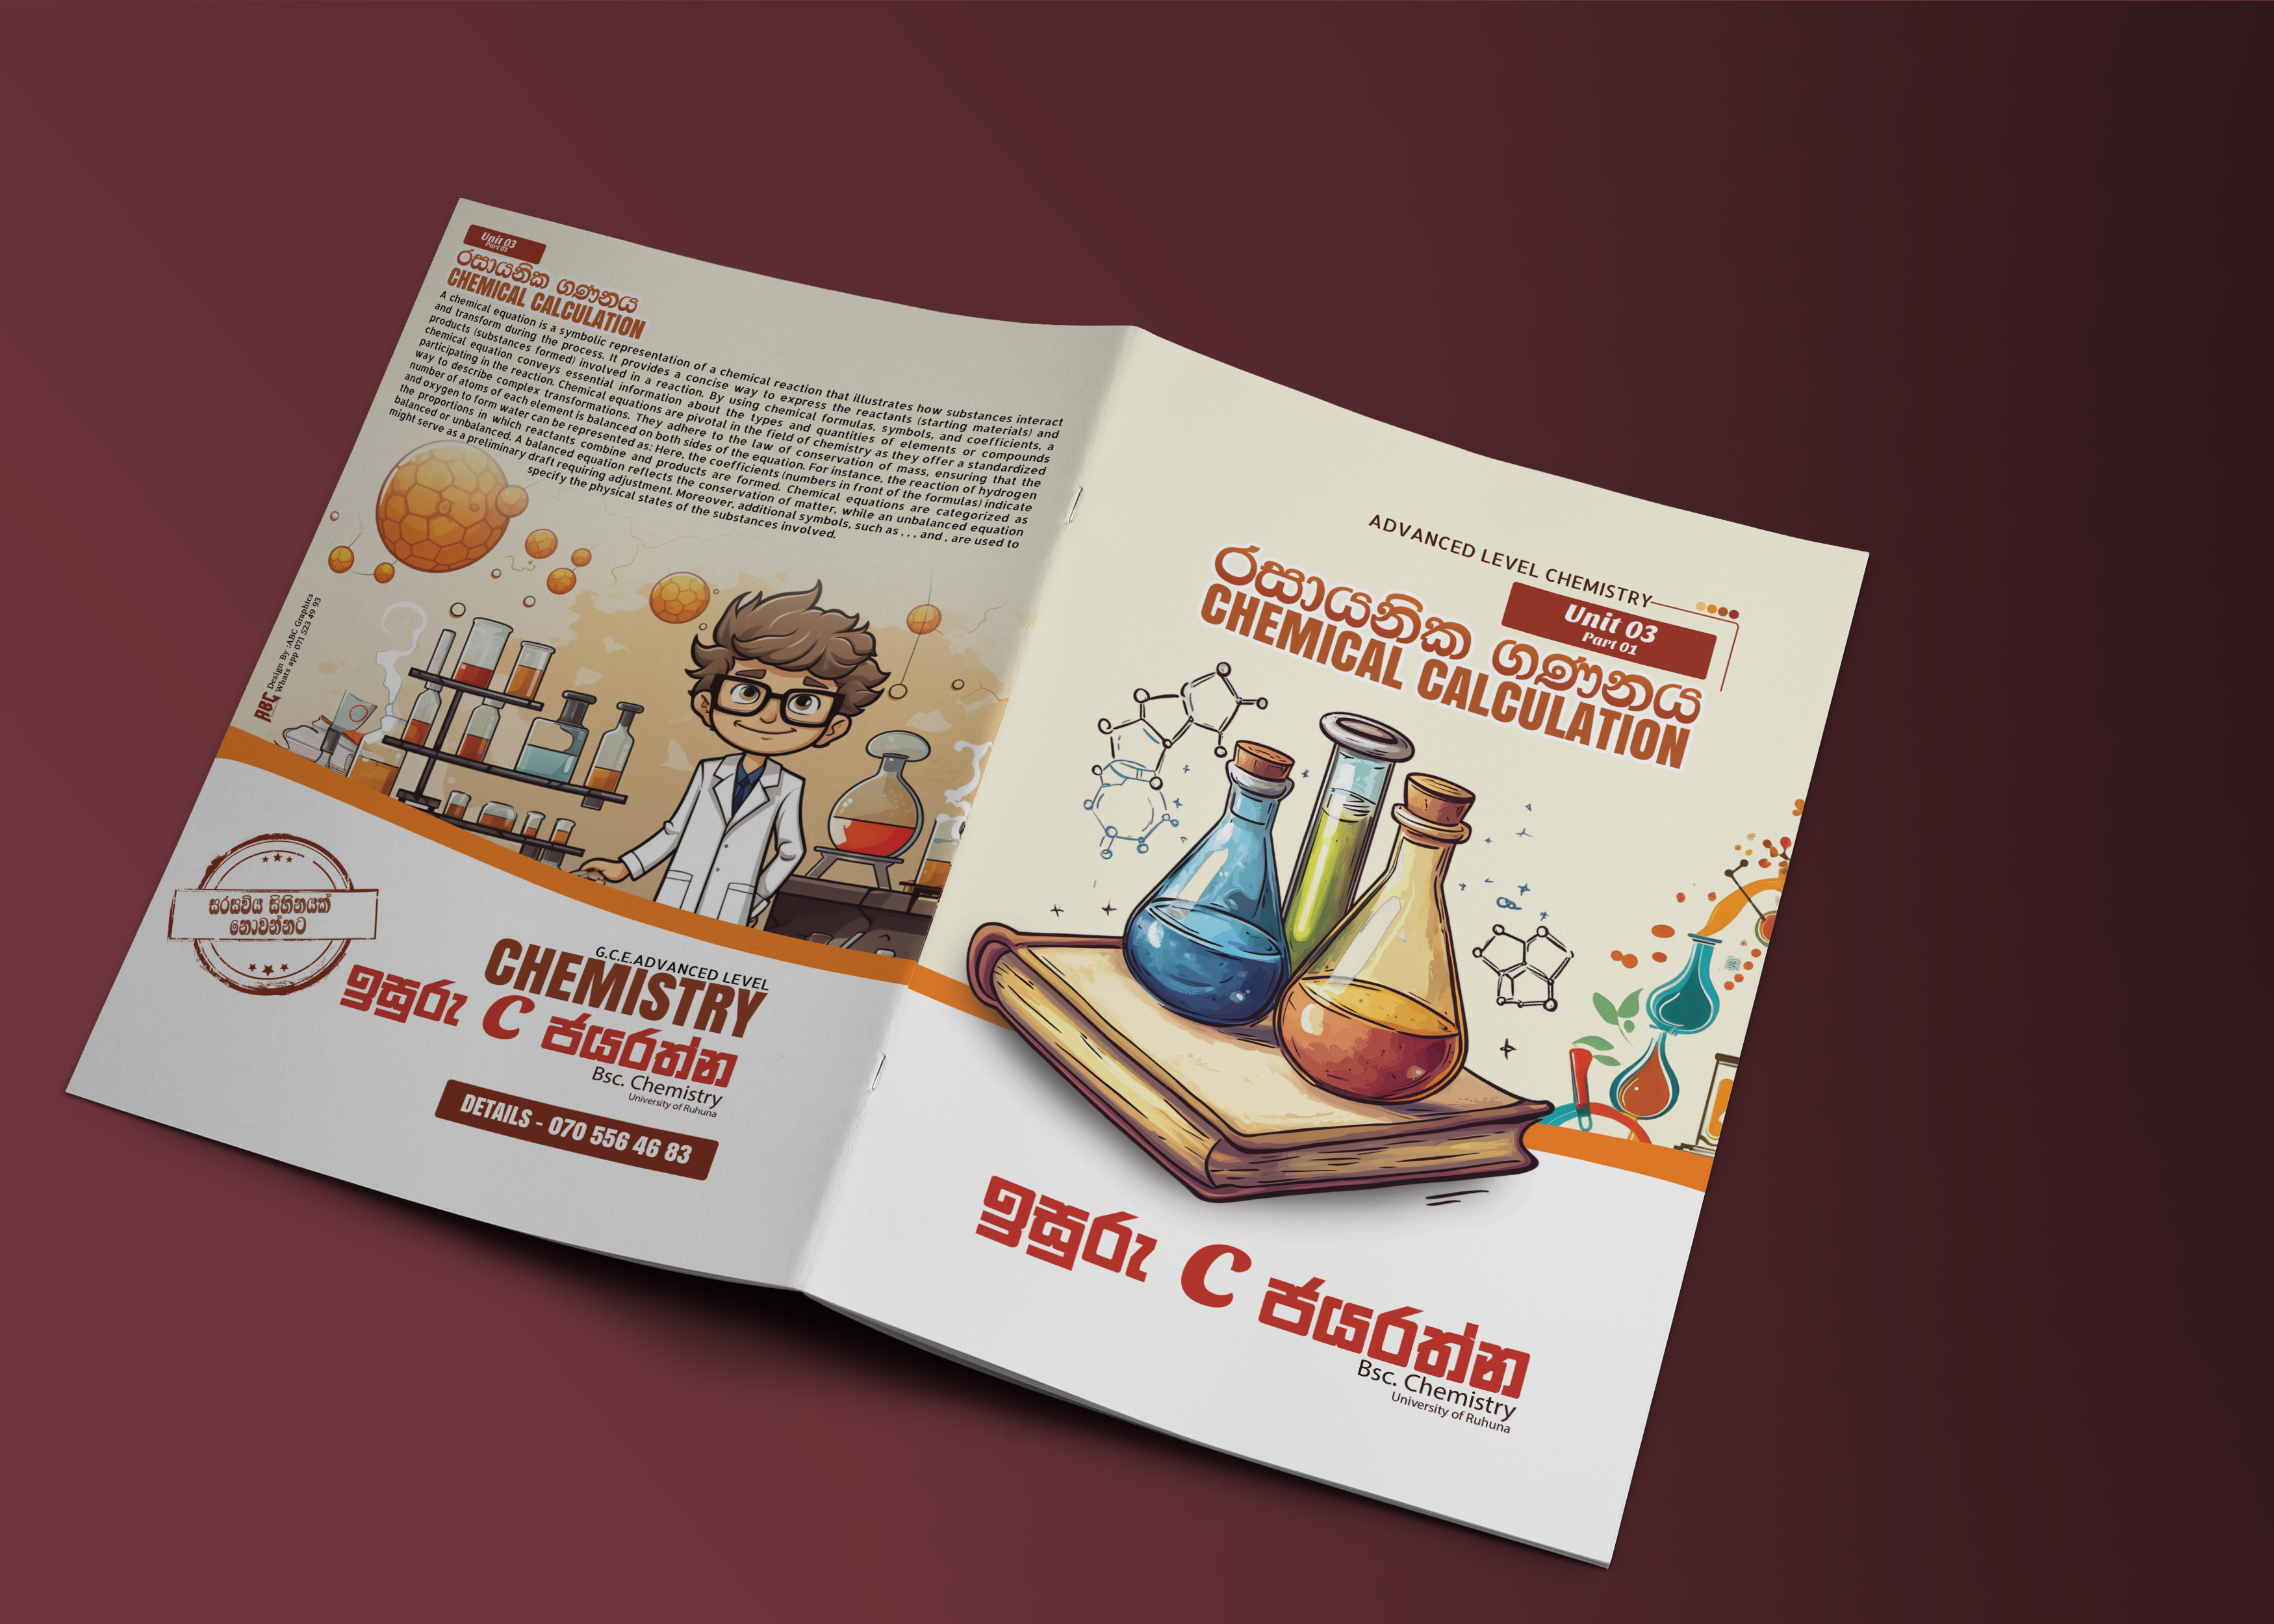 Unit 03
Part 01
රසායනික ගණනය
CHEMICAL CALCULATION
A chemical equation is a symbolic representation of a chemical reaction that illustrates how substances interact
and transform during the process. It provides a concise way to express the reactants (starting materials) and
products (substances formed) involved in a reaction. By using chemical formulas, symbols, and coefficients, a
chemical equation conveys essential information about the types and quantities of elements or compounds
participating in the reaction. Chemical equations are pivotal in the field of chemistry as they offer a standardized
way to describe complex transformations. They adhere to the law of conservation of mass, ensuring that the
number of atoms of each element is balanced on both sides of the equation. For instance, the reaction of hydrogen
and oxygen to form water can be represented as: Here, the coefficients (numbers in front of the formulas) indicate
the proportions in which reactants combine and products are formed. Chemical equations are categorized as
balanced or unbalanced. A balanced equation reflects the conservation of matter, while an unbalanced equation
might serve as a preliminary draft requiring adjustment. Moreover, additional symbols, such as , , , and , are used to
specify the physical states of the substances involved.
ABC
Design By :ABC Graphics
Whats app 071 523 49 93
සරසවිය සිහිනයක්
නොවන්නට
G.C.E.ADVANCED LEVEL
CHEMISTRY
ඉසුරු C ජයරත්න
Bsc. Chemistry
University of Ruhuna
DETAILS - 070 556 46 83
ADVANCED LEVEL CHEMISTRY
Unit 03
Part 01
රසායනික ගණනය
CHEMICAL CALCULATION
ඉසුරු C ජයරත්න
Bsc. Chemistry
University of Ruhuna